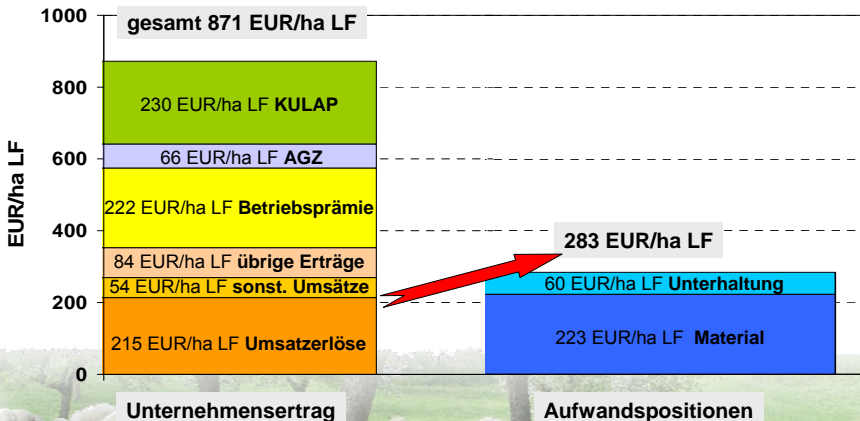 1000
gesamt 871 EUR/ha LF
800
230 EUR/ha LF KULAP
600
66 EUR/ha LF AGZ
222 EUR/ha LF Betriebsprämie
EUR/ha LF
400
283 EUR/ha LF
84 EUR/ha LF übrige Erträge
54 EUR/ha LF sonst. Umsätze
60 EUR/ha LF Unterhaltung
200
215 EUR/ha LF Umsatzerlöse
223 EUR/ha LF Material
0
Unternehmensertrag
Aufwandspositionen